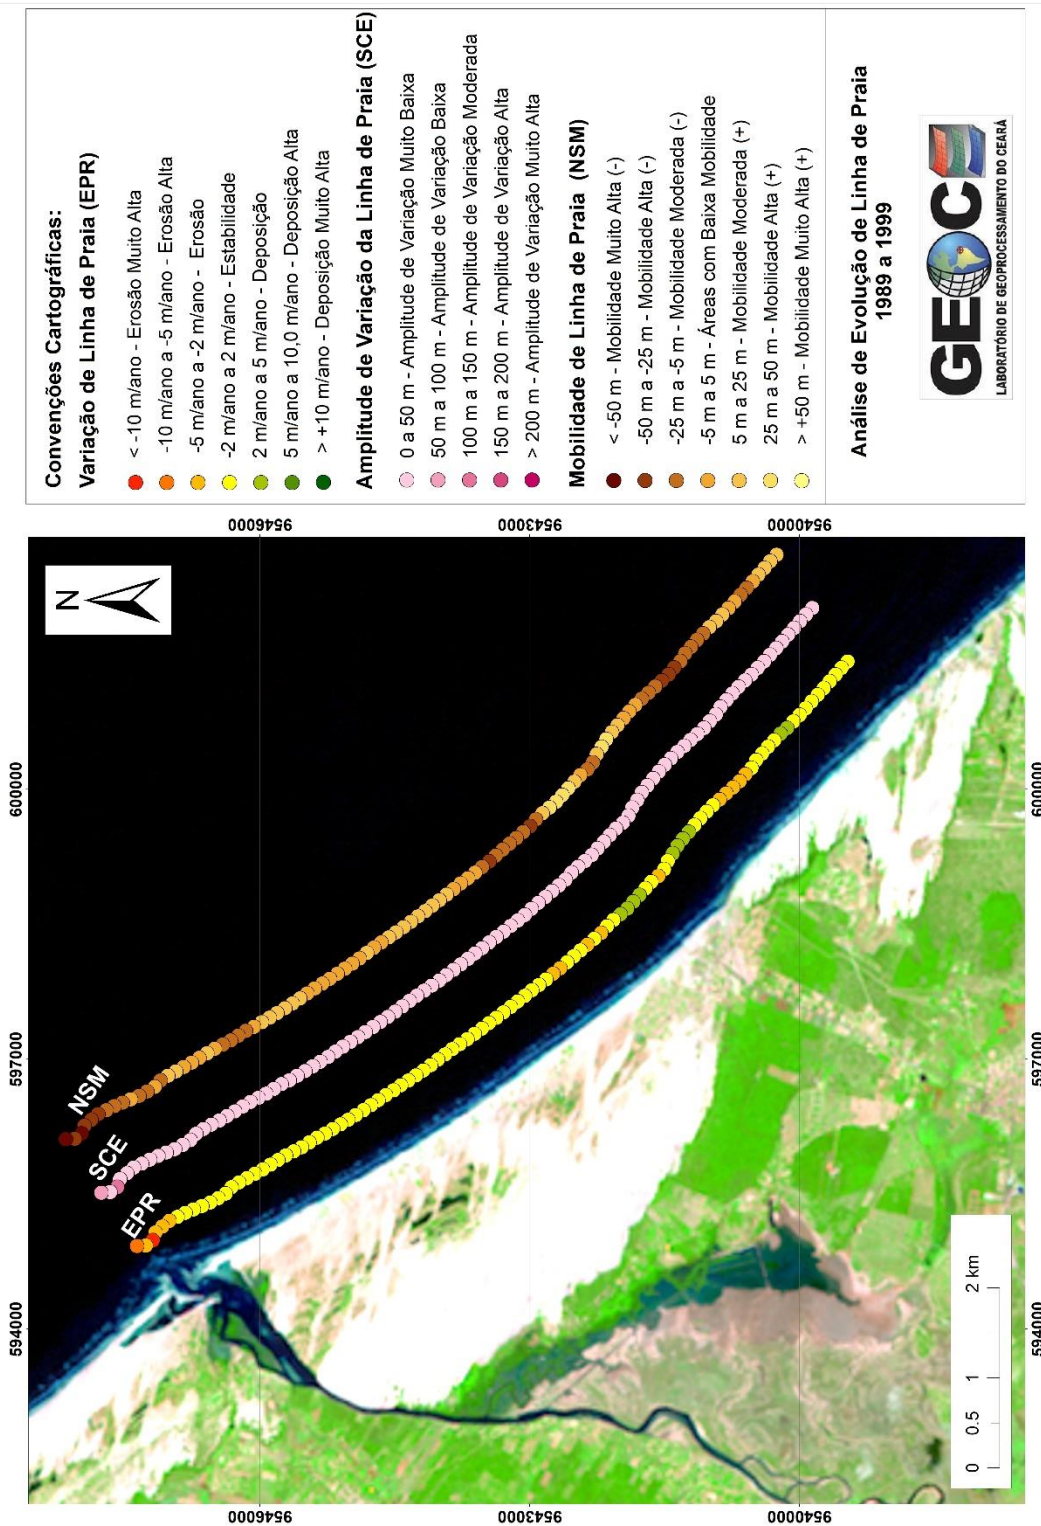 594000
597000
600000
N
9546000
9543000
9540000
NSM
SCE
EPR
0 0.5 1 2 km
594000
597000
600000
9546000
9543000
9540000
Convenções Cartográficas:
Variação de Linha de Praia (EPR)
< -10 m/ano - Erosão Muito Alta
-10 m/ano a -5 m/ano - Erosão Alta
-5 m/ano a -2 m/ano - Erosão
-2 m/ano a 2 m/ano - Estabilidade
2 m/ano a 5 m/ano - Deposição
5 m/ano a 10,0 m/ano - Deposição Alta
> +10 m/ano - Deposição Muito Alta
Amplitude de Variação da Linha de Praia (SCE)
0 a 50 m - Amplitude de Variação Muito Baixa
50 m a 100 m - Amplitude de Variação Baixa
100 m a 150 m - Amplitude de Variação Moderada
150 m a 200 m - Amplitude de Variação Alta
> 200 m - Amplitude de Variação Muito Alta
Mobilidade de Linha de Praia (NSM)
< -50 m - Mobilidade Muito Alta (-)
-50 m a -25 m - Mobilidade Alta (-)
-25 m a -5 m - Mobilidade Moderada (-)
-5 m a 5 m - Áreas com Baixa Mobilidade
5 m a 25 m - Mobilidade Moderada (+)
25 m a 50 m - Mobilidade Alta (+)
> +50 m - Mobilidade Muito Alta (+)
Análise de Evolução de Linha de Praia
1989 a 1999
GEOCE
LABORATÓRIO DE GEOPROCESSAMENTO DO CEARÁ